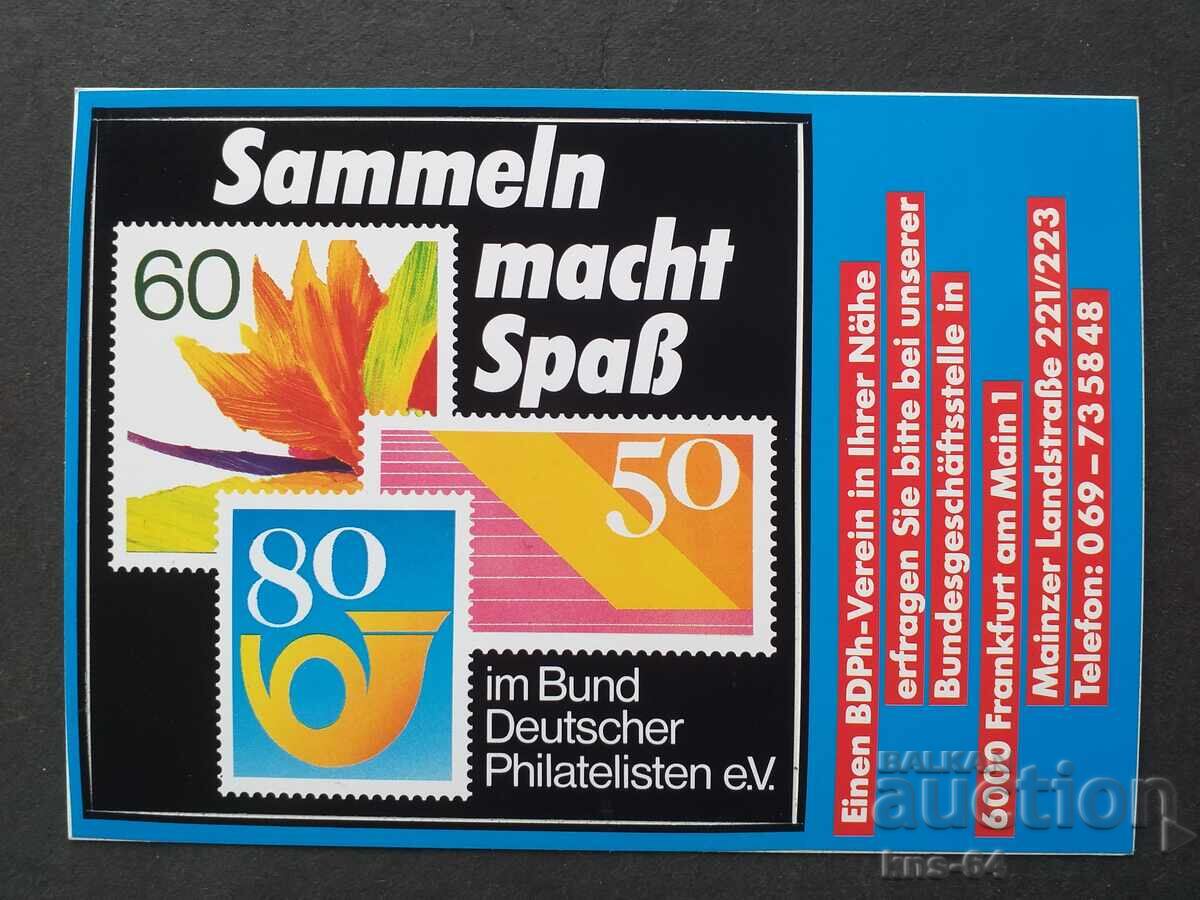 Sammeln
macht
Spaß
60
50
80
im Bund
Deutscher
Philatelisten e.V.
Einen BDPh-Verein in Ihrer Nähe
erfragen Sie bitte bei unserer
Bundesgeschäftsstelle in
6000 Frankfurt am Main 1
Mainzer Landstraße 221/223
Telefon: 069-735848
BALKAN
auction
kns-64